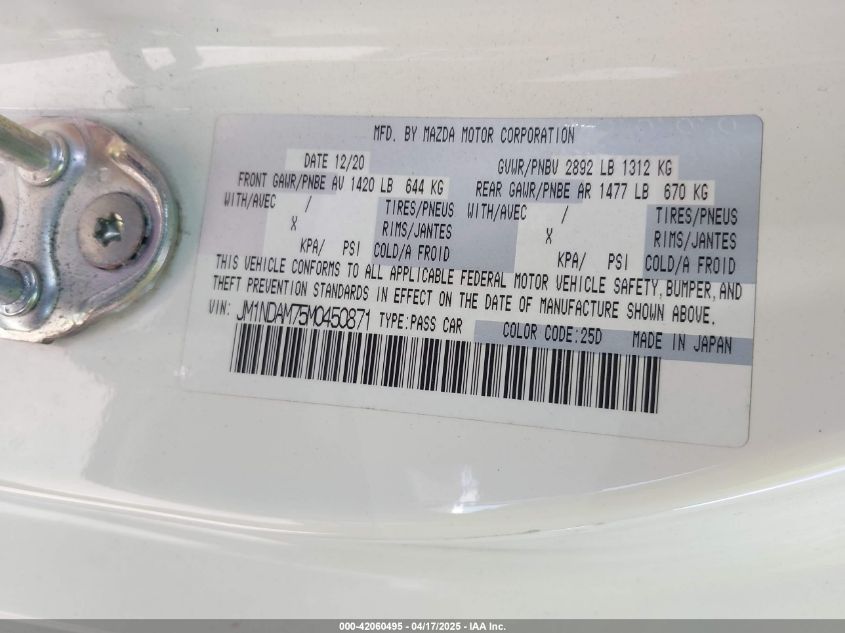 MFD. BY MAZDA MOTOR CORPORATION
DATE 12/20 GVWR/PNBV 2892 LB 1312 KG
FRONT GAWR/PNBE AV 1420 LB 644 KG REAR GAWR/PNBE AR 1477 LB 670 KG
WITH/AVEC / TIRES/PNEUS WITH/AVEC / TIRES/PNEUS
X RIMS/JANTES X RIMS/JANTES
KPA/ PSI COLD/A FROID KPA/ PSI COLD/A FROID
THIS VEHICLE CONFORMS TO ALL APPLICABLE FEDERAL MOTOR VEHICLE SAFETY, BUMPER, AND
THEFT PREVENTION STANDARDS IN EFFECT ON THE DATE OF MANUFACTURE SHOWN ABOVE.
VIN: JM1NDAM75M0450871 TYPE:PASS CAR COLOR CODE:25D MADE IN JAPAN
000-42060495 - 04/17/2025 - IAA Inc.